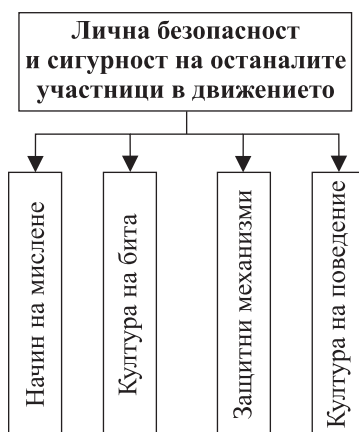 Лична безопасност
и сигурност на останалите
участници в движението
Начин на мислене
Култура на бита
Защитни механизми
Култура на поведение